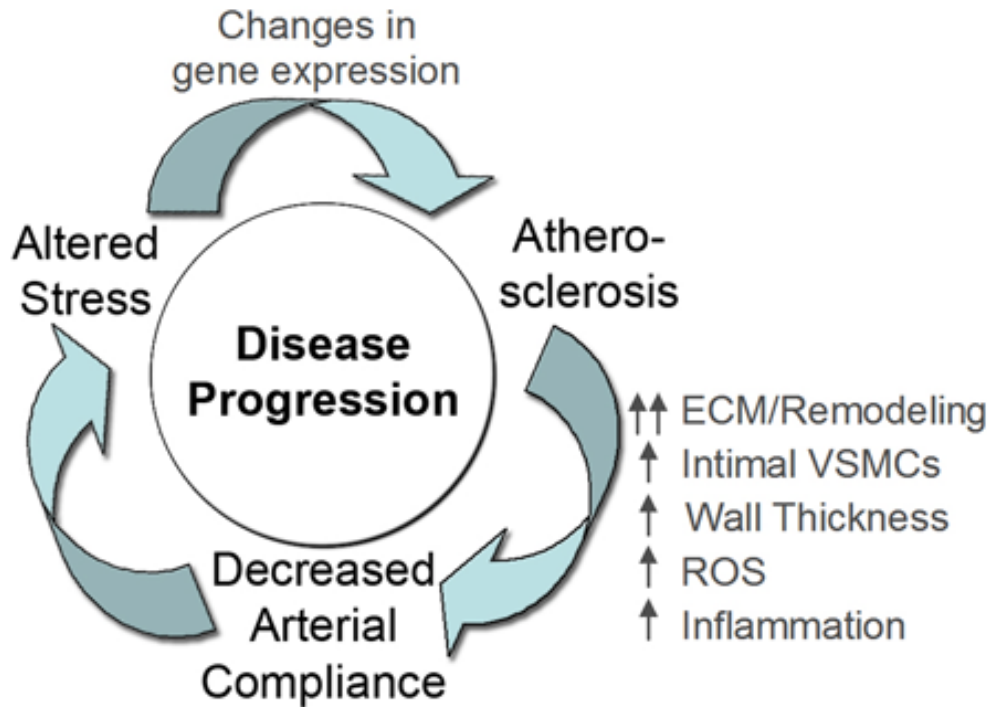 Changes in
gene expression
Altered
Stress
Athero-
sclerosis
Disease
Progression
↑↑ ECM/Remodeling
↑ Intimal VSMCs
↑ Wall Thickness
↑ ROS
↑ Inflammation
Decreased
Arterial
Compliance